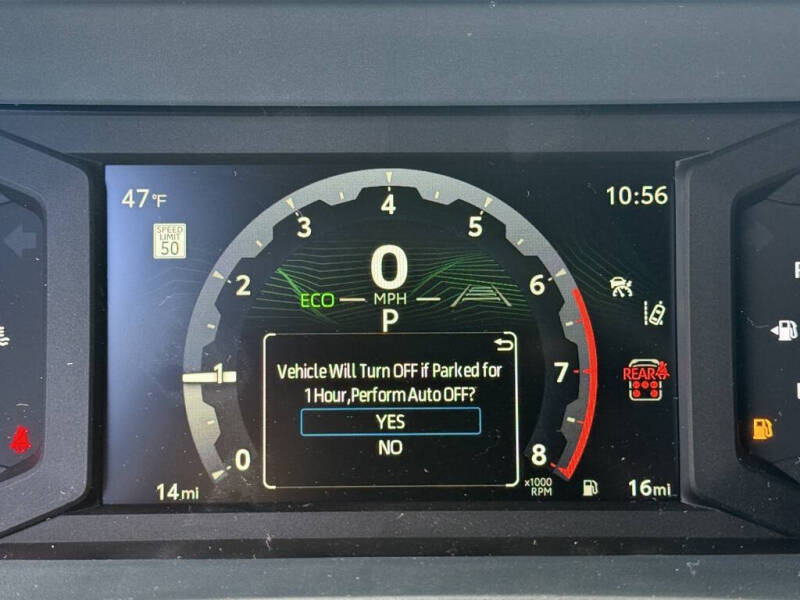 47°F
10:56
SPEED
LIMIT
50
0
1
2
3
4
5
6
7
8
0
ECO
MPH
P
REAR
Vehicle Will Turn OFF if Parked for
1 Hour,Perform Auto OFF?
YES
NO
x1000
RPM
14mi
16mi